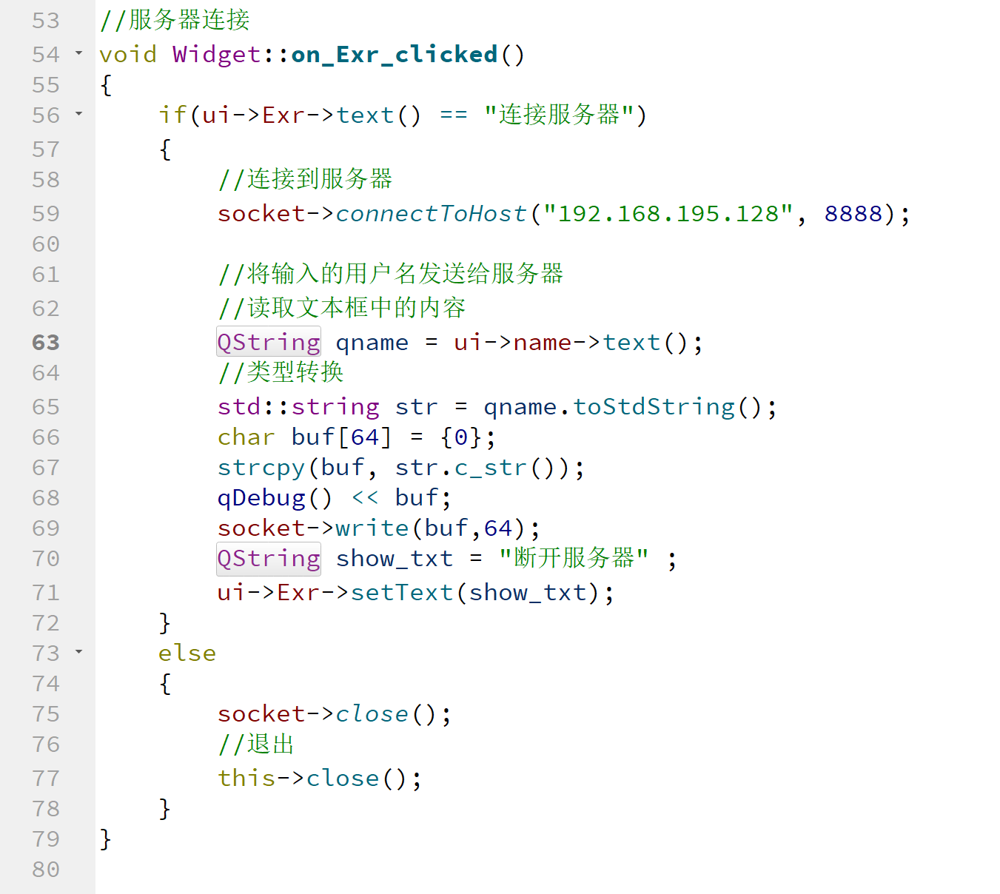 53 //服务器连接
54 void Widget::on_Exr_clicked()
55 {
56     if(ui->Exr->text() == "连接服务器")
57     {
58         //连接到服务器
59         socket->connectToHost("192.168.195.128", 8888);
60
61         //将输入的用户名发送给服务器
62         //读取文本框中的内容
63         QString qname = ui->name->text();
64         //类型转换
65         std::string str = qname.toStdString();
66         char buf[64] = {0};
67         strcpy(buf, str.c_str());
68         qDebug() << buf;
69         socket->write(buf,64);
70         QString show_txt = "断开服务器" ;
71         ui->Exr->setText(show_txt);
72     }
73     else
74     {
75         socket->close();
76         //退出
77         this->close();
78     }
79 }
80